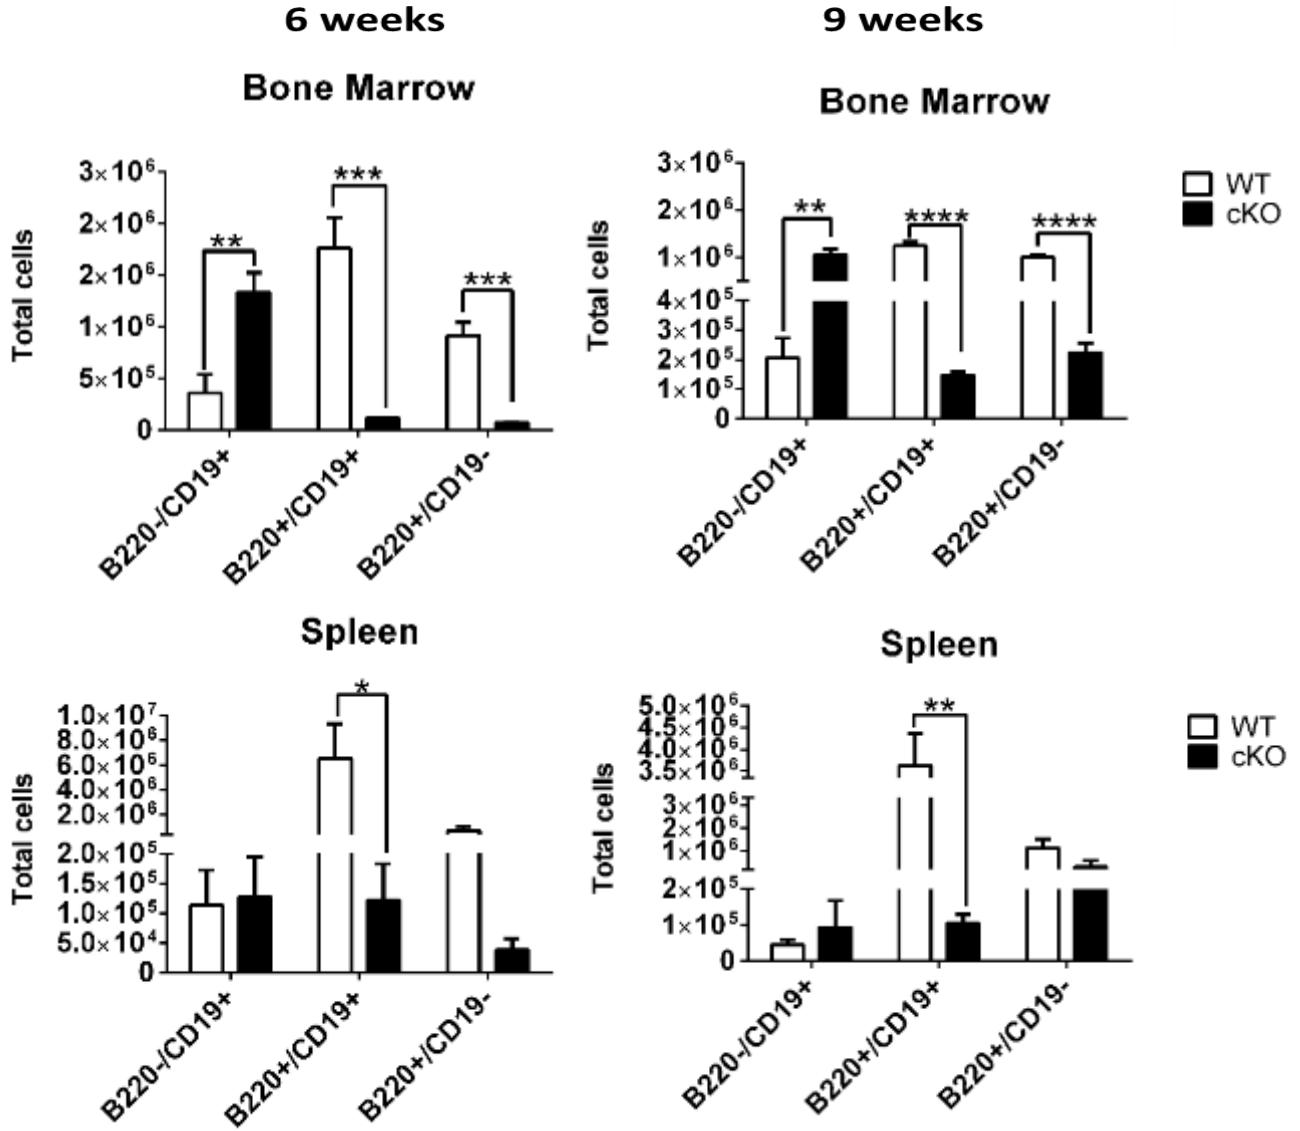 6 weeks
9 weeks
Bone Marrow
Total cells
3×10⁶
2×10⁶
2×10⁶
1×10⁶
5×10⁵
0
**
***
***
B220-/CD19+
B220+/CD19+
B220+/CD19-
Bone Marrow
Total cells
3×10⁶
2×10⁶
1×10⁶
4×10⁵
3×10⁵
2×10⁵
1×10⁵
0
**
****
****
B220-/CD19+
B220+/CD19+
B220+/CD19-
WT
cKO
Spleen
Total cells
1.0×10⁷
8.0×10⁶
6.0×10⁶
4.0×10⁶
2.0×10⁶
2.0×10⁵
1.5×10⁵
1.0×10⁵
5.0×10⁴
0
*
B220-/CD19+
B220+/CD19+
B220+/CD19-
Spleen
Total cells
5.0×10⁶
4.5×10⁶
4.0×10⁶
3.5×10⁶
3×10⁶
2×10⁶
1×10⁶
2×10⁵
1×10⁵
0
**
B220-/CD19+
B220+/CD19+
B220+/CD19-
WT
cKO